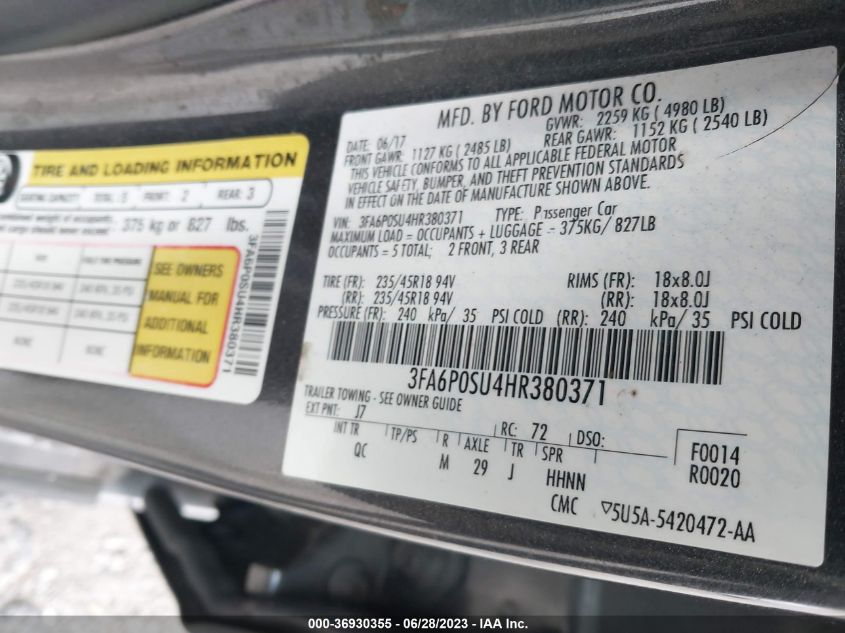 TIRE AND LOADING INFORMATION
SEATING CAPACITY TOTAL 5 FRONT 2 REAR 3
375 kg or 827 lbs.
SEE OWNERS
MANUAL FOR
ADDITIONAL
INFORMATION
NONE NONE
3FA6P0SU4HR380371
MFD. BY FORD MOTOR CO.
DATE: 06/17 GVWR: 2259 KG ( 4980 LB)
FRONT GAWR: 1127 KG ( 2485 LB) REAR GAWR: 1152 KG ( 2540 LB)
THIS VEHICLE CONFORMS TO ALL APPLICABLE FEDERAL MOTOR
VEHICLE SAFETY, BUMPER, AND THEFT PREVENTION STANDARDS
IN EFFECT ON THE DATE OF MANUFACTURE SHOWN ABOVE.
VIN: 3FA6P0SU4HR380371 TYPE: Passenger Car
MAXIMUM LOAD = OCCUPANTS + LUGGAGE = 375KG/ 827LB
OCCUPANTS = 5 TOTAL; 2 FRONT, 3 REAR
TIRE (FR): 235/45R18 94V RIMS (FR): 18x8.0J
(RR): 235/45R18 94V (RR): 18x8.0J
PRESSURE (FR): 240 kPa/ 35 PSI COLD (RR): 240 kPa/ 35 PSI COLD
3FA6P0SU4HR380371
TRAILER TOWING - SEE OWNER GUIDE
EXT PNT: J7 RC: 72 DSO:
INT TR TP/PS R AXLE TR SPR F0014
QC M 29 J HHNN R0020
CMC ▽5U5A-5420472-AA
000-36930355 - 06/28/2023 - IAA Inc.